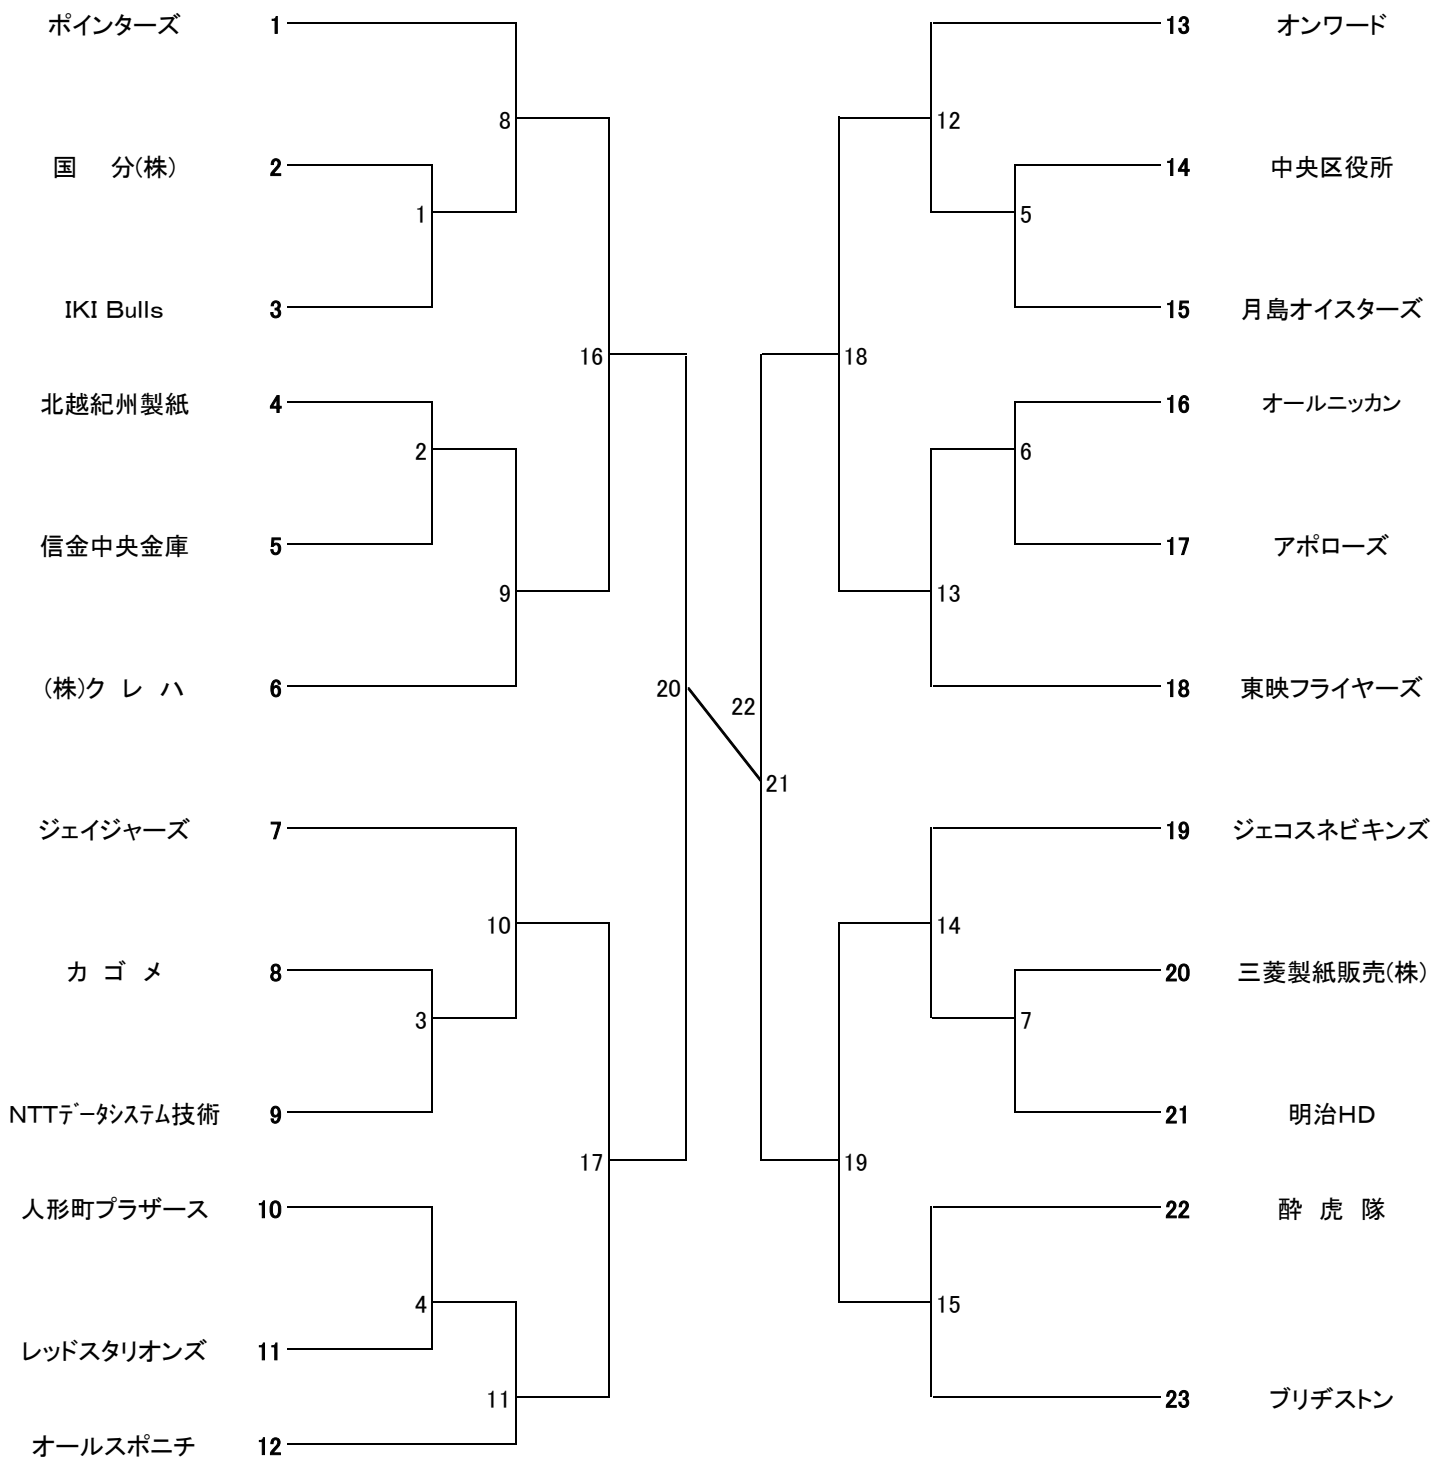 ポインターズ 1
13 オンワード
8
12
国 分(株) 2
14 中央区役所
1
5
IKI Bulls 3
15 月島オイスターズ
16
18
北越紀州製紙 4
16 オールニッカン
2
6
信金中央金庫 5
17 アポローズ
9
13
(株)ク レ ハ 6
20
22
18 東映フライヤーズ
21
ジェイジャーズ 7
19 ジェコスネビキンズ
10
14
カ ゴ メ 8
20 三菱製紙販売(株)
3
7
NTTデータシステム技術 9
21 明治HD
17
19
人形町プラザース 10
22 酔 虎 隊
4
15
レッドスタリオンズ 11
11
23 ブリヂストン
オールスポニチ 12